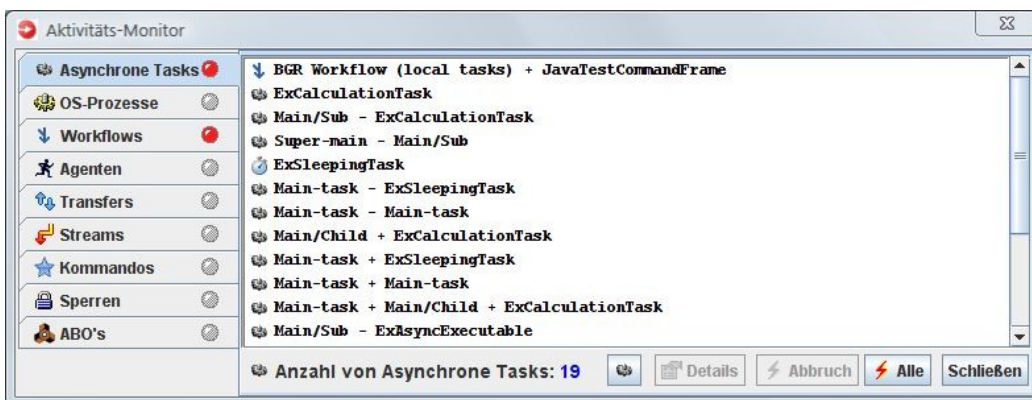 Aktivitäts-Monitor
Asynchrone Tasks
OS-Prozesse
Workflows
Agenten
Transfers
Streams
Kommandos
Sperren
ABO's
BGR Workflow (local tasks) + JavaTestCommandFrame
ExCalculationTask
Main/Sub - ExCalculationTask
Super-main - Main/Sub
ExSleepingTask
Main-task - ExSleepingTask
Main-task - Main-task
Main/Child + ExCalculationTask
Main-task + ExSleepingTask
Main-task + Main-task
Main-task + Main/Child + ExCalculationTask
Main/Sub - ExAsyncExecutable
Anzahl von Asynchrone Tasks: 19
Details
Abbruch
Alle
Schließen